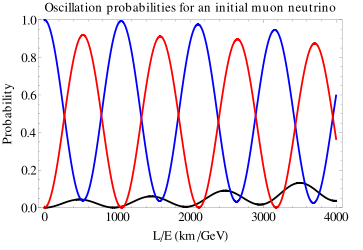 Oscillation probabilities for an initial muon neutrino
Probability
1.0
0.8
0.6
0.4
0.2
0.0
0 1000 2000 3000 4000
L/E (km/GeV)